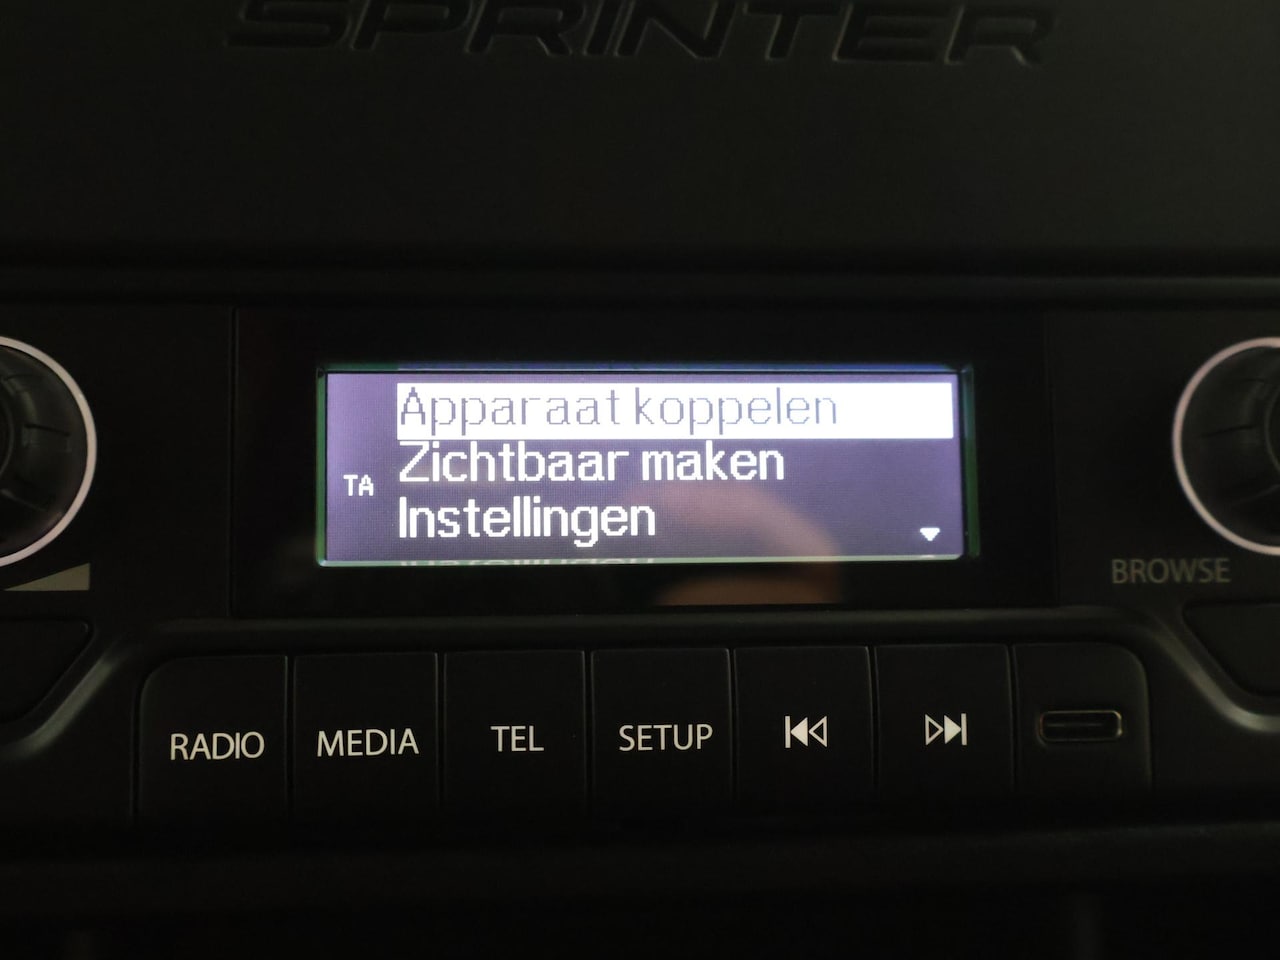 SPRINTER
Apparaat koppelen
Zichtbaar maken
TA
Instellingen
BROWSE
RADIO
MEDIA
TEL
SETUP